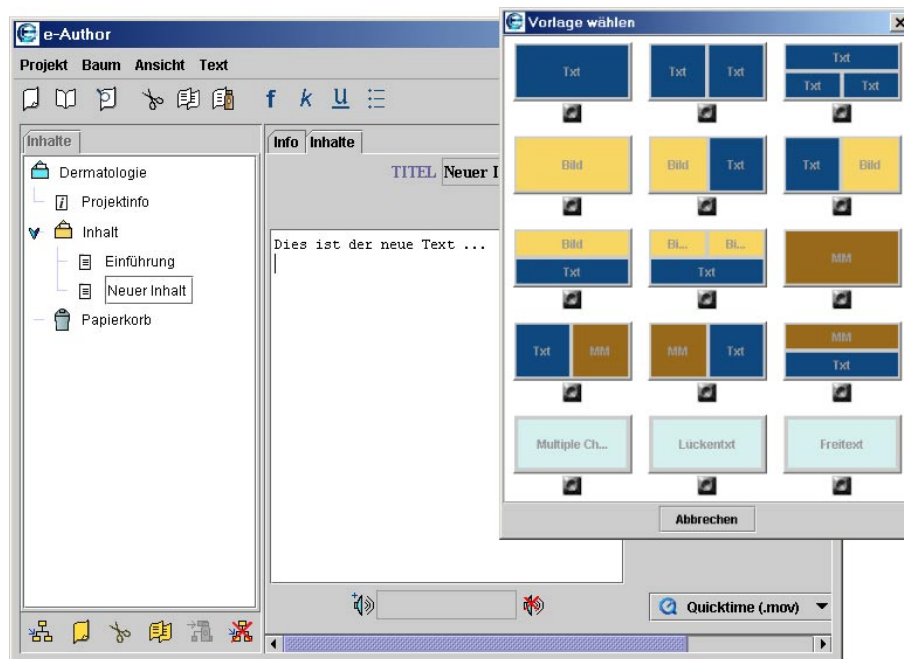 e-Author
Projekt Baum Ansicht Text
f k U
Inhalte
Dermatologie
Projektinfo
Inhalt
Einführung
Neuer Inhalt
Papierkorb
Info Inhalte
TITEL Neuer I
Dies ist der neue Text ...
Quicktime (.mov)
Vorlage wählen
Txt Txt Txt Txt
Txt Txt
Bild Bild Txt Txt Bild
Bild Bi... Bi... MM
Txt Txt
Txt MM MM Txt MM
Txt
Multiple Ch... Lückentxt Freitext
Abbrechen